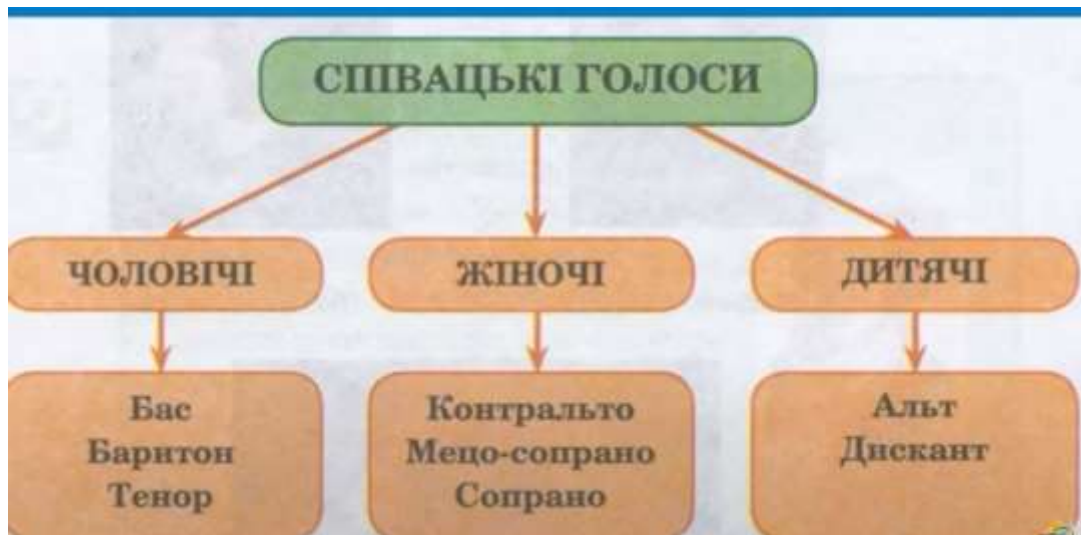 СПІВАЦЬКІ ГОЛОСИ
ЧОЛОВІЧІ
ЖІНОЧІ
ДИТЯЧІ
Бас
Баритон
Тенор
Контральто
Мецо-сопрано
Сопрано
Альт
Дискант